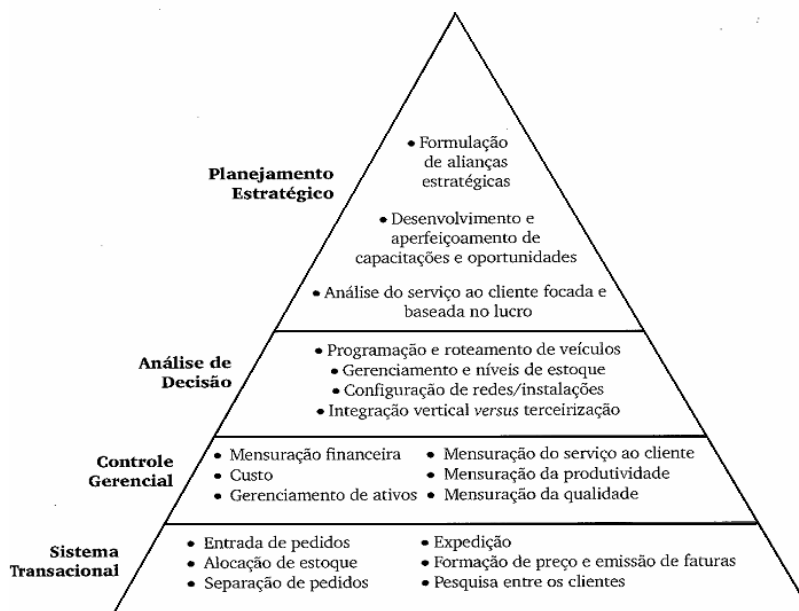 Planejamento
Estratégico
• Formulação
de alianças
estratégicas
• Desenvolvimento e
aperfeiçoamento de
capacitações e oportunidades
• Análise do serviço ao cliente focada e
baseada no lucro
Análise de
Decisão
• Programação e roteamento de veículos
• Gerenciamento e níveis de estoque
• Configuração de redes/instalações
• Integração vertical versus terceirização
Controle
Gerencial
• Mensuração financeira
• Custo
• Gerenciamento de ativos
• Mensuração do serviço ao cliente
• Mensuração da produtividade
• Mensuração da qualidade
Sistema
Transacional
• Entrada de pedidos
• Alocação de estoque
• Separação de pedidos
• Expedição
• Formação de preço e emissão de faturas
• Pesquisa entre os clientes